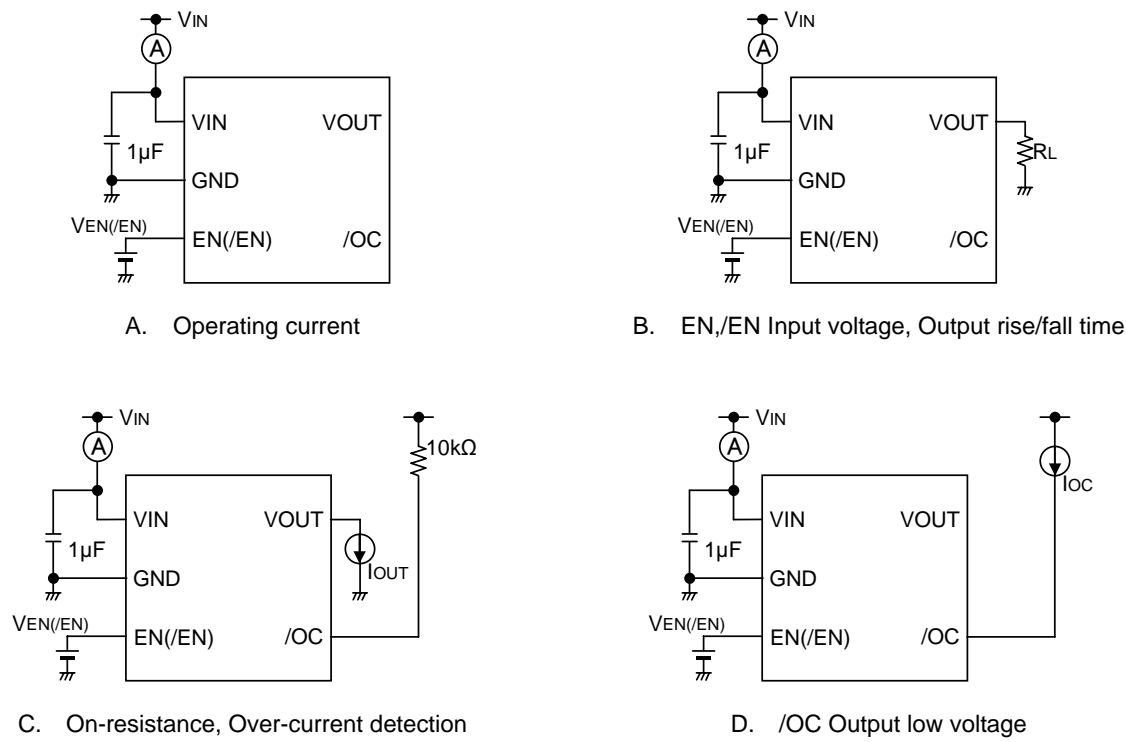 VIN
A
VIN VOUT
1µF
GND
VEN(/EN)
EN(/EN) /OC
A. Operating current
VIN
A
VIN VOUT
1µF RL
GND
VEN(/EN)
EN(/EN) /OC
B. EN,/EN Input voltage, Output rise/fall time
VIN
A 10kΩ
VIN VOUT
1µF IOUT
GND
VEN(/EN)
EN(/EN) /OC
C. On-resistance, Over-current detection
VIN
A
IOC
VIN VOUT
1µF
GND
VEN(/EN)
EN(/EN) /OC
D. /OC Output low voltage